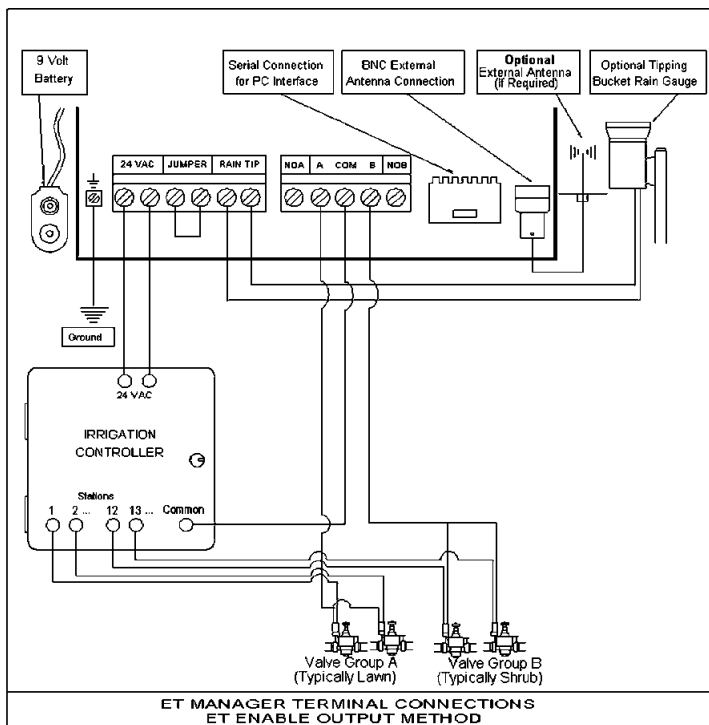 9 Volt
Battery
Serial Connection
for PC Interface
BNC External
Antenna Connection
Optional
External Antenna
(If Required)
Optional Tipping
Bucket Rain Gauge
24 VAC JUMPER RAIN TIP
NOA A COM B NOB
Ground
24 VAC
IRRIGATION
CONTROLLER
Stations
1 2 ... 12 13 ... Common
Valve Group A
(Typically Lawn)
Valve Group B
(Typically Shrub)
ET MANAGER TERMINAL CONNECTIONS
ET ENABLE OUTPUT METHOD